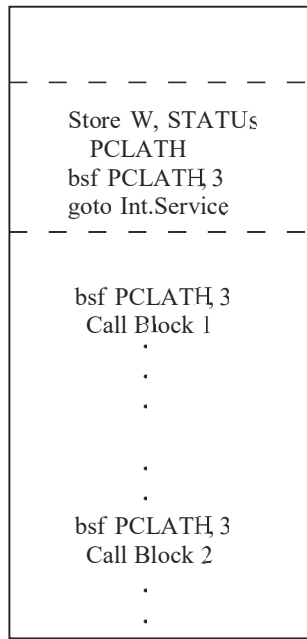 Store W, STATUs
PCLATH
bsf PCLATH, 3
goto Int.Service
bsf PCLATH, 3
Call Block 1
.
.
.
.
.
bsf PCLATH, 3
Call Block 2
.
.